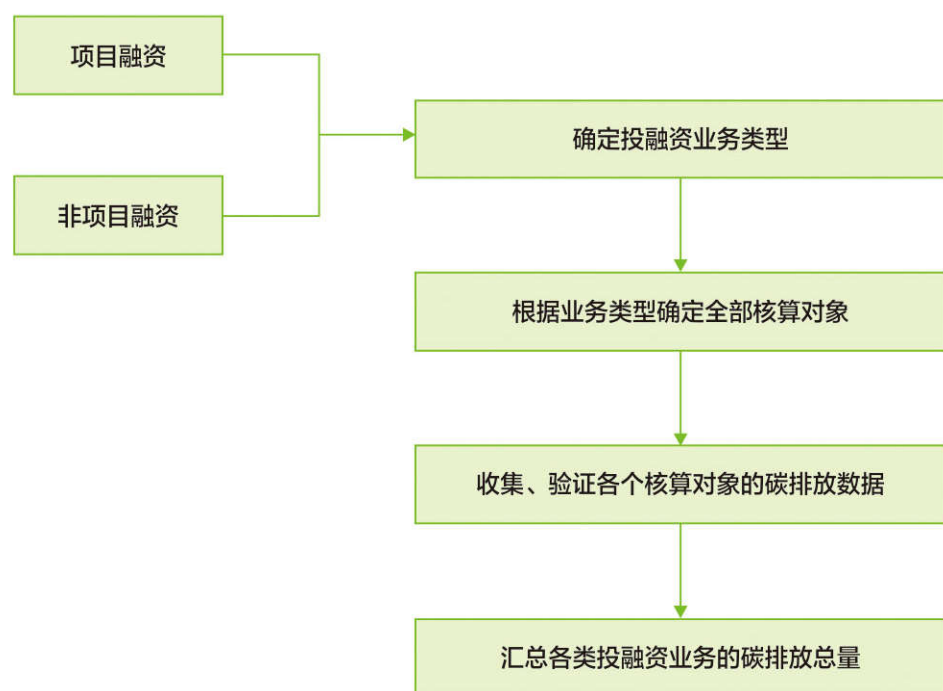 项目融资
非项目融资
确定投融资业务类型
根据业务类型确定全部核算对象
收集、验证各个核算对象的碳排放数据
汇总各类投融资业务的碳排放总量